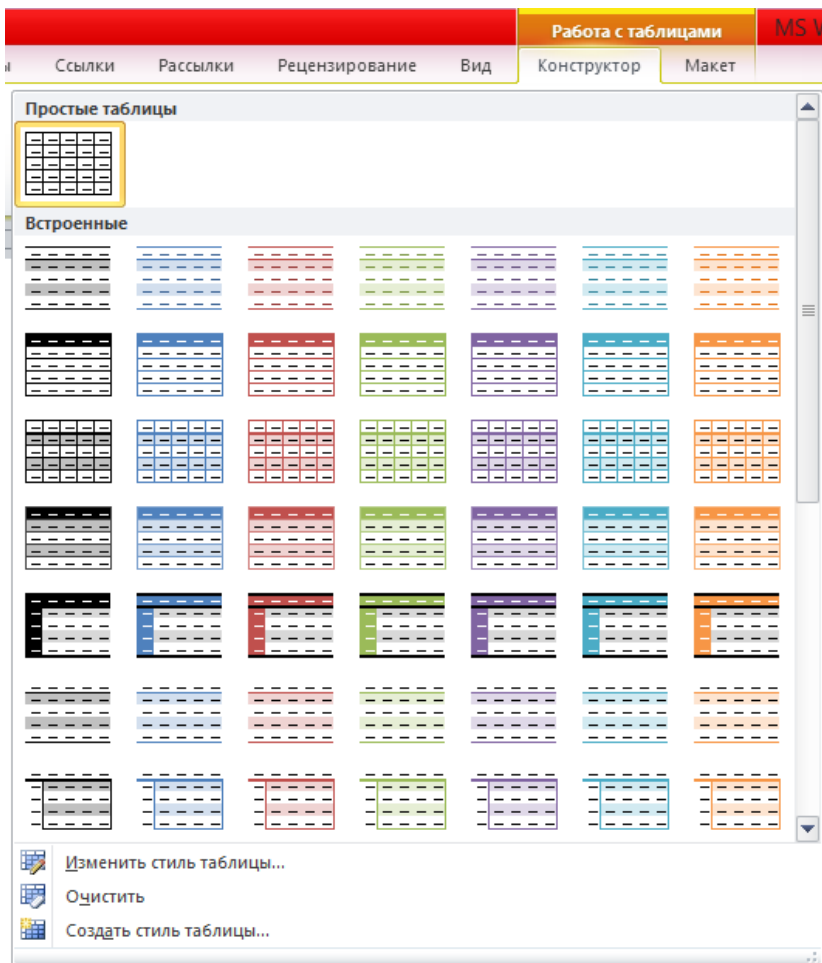 Работа с таблицами MS
Ссылки Рассылки Рецензирование Вид Конструктор Макет
Простые таблицы
Встроенные
Изменить стиль таблицы...
Очистить
Создать стиль таблицы...